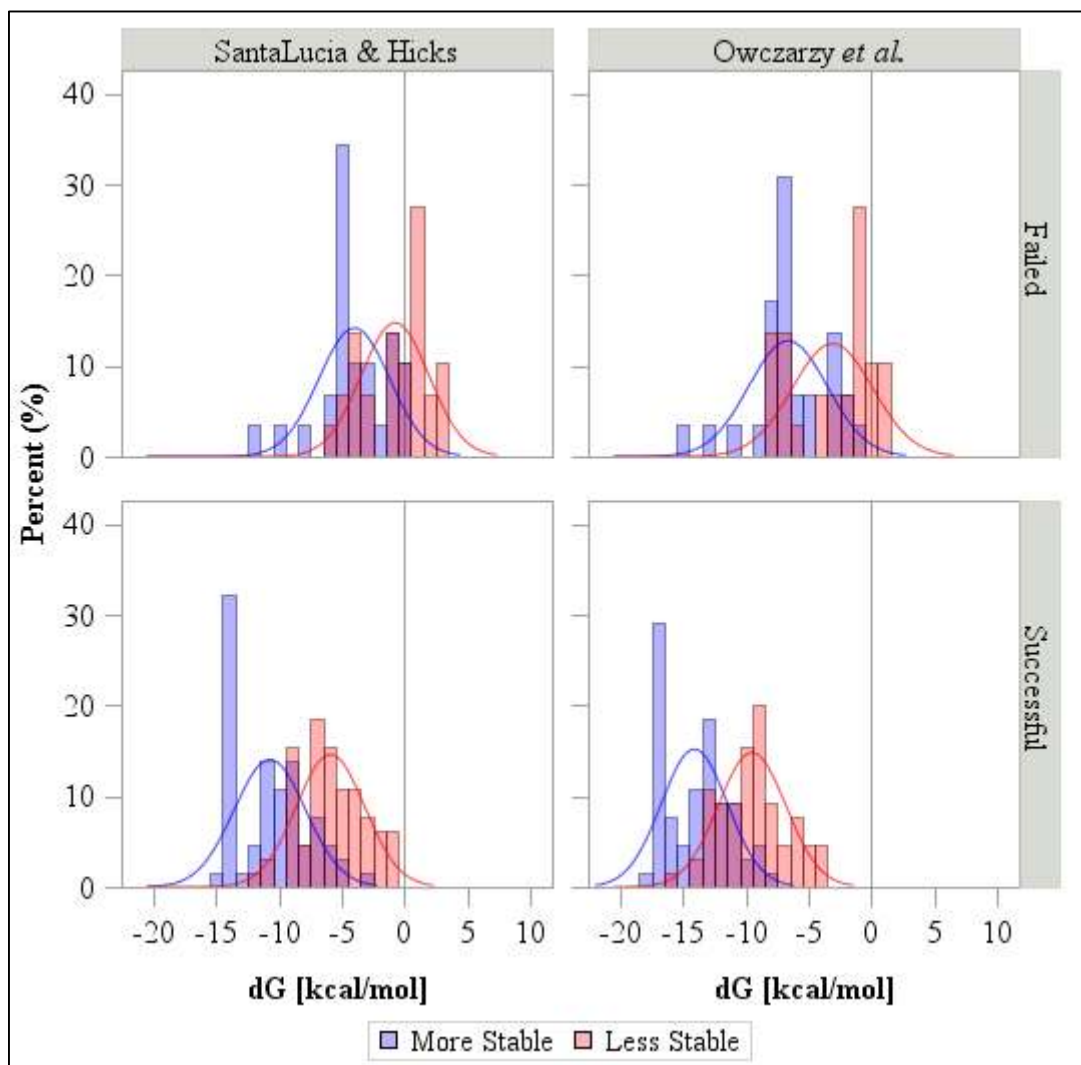 SantaLucia & Hicks Owczarzy et al.
40
30
20
10
0
Failed
Percent (%)
40
30
20
10
0
Successful
-20 -15 -10 -5 0 5 10 -20 -15 -10 -5 0 5 10
dG [kcal/mol] dG [kcal/mol]
More Stable Less Stable